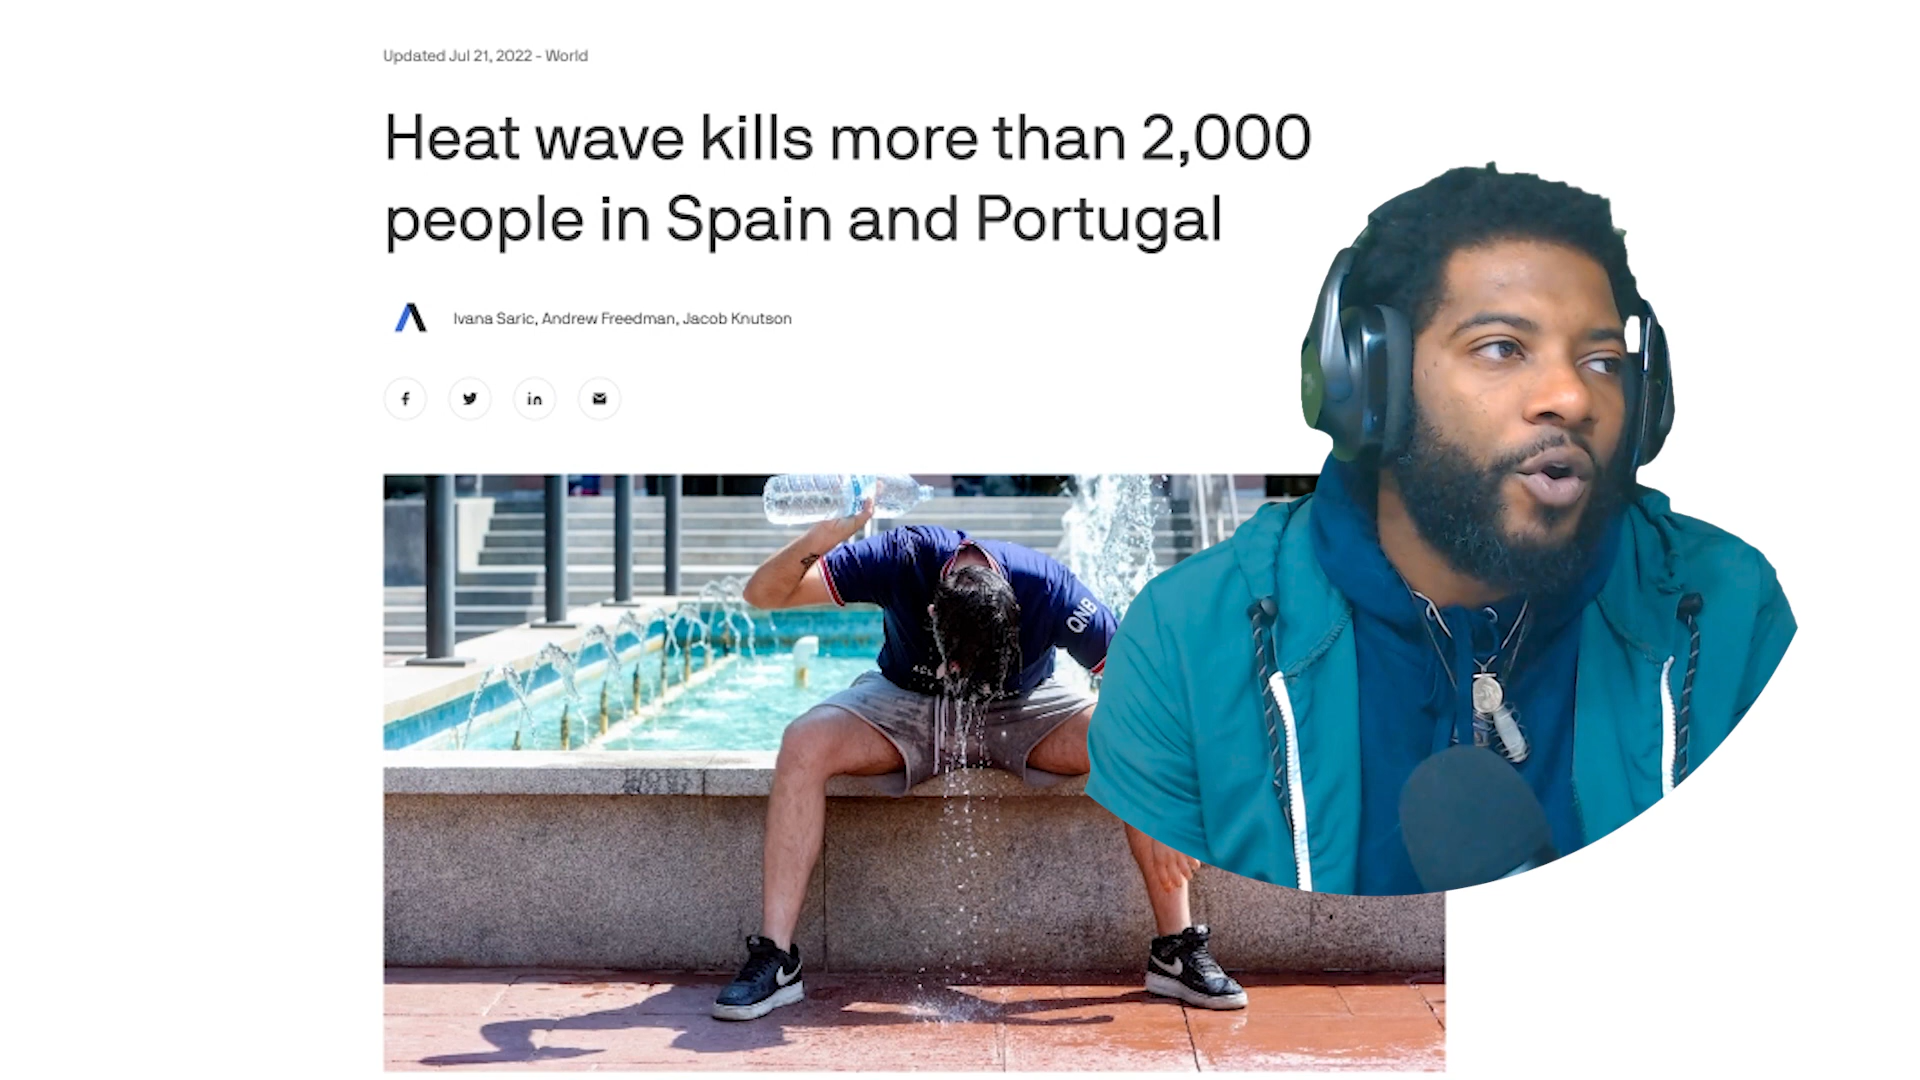 Updated Jul 21, 2022 - World
Heat wave kills more than 2,000
people in Spain and Portugal
Ivana Saric, Andrew Freedman, Jacob Knutson
f
in
QNB